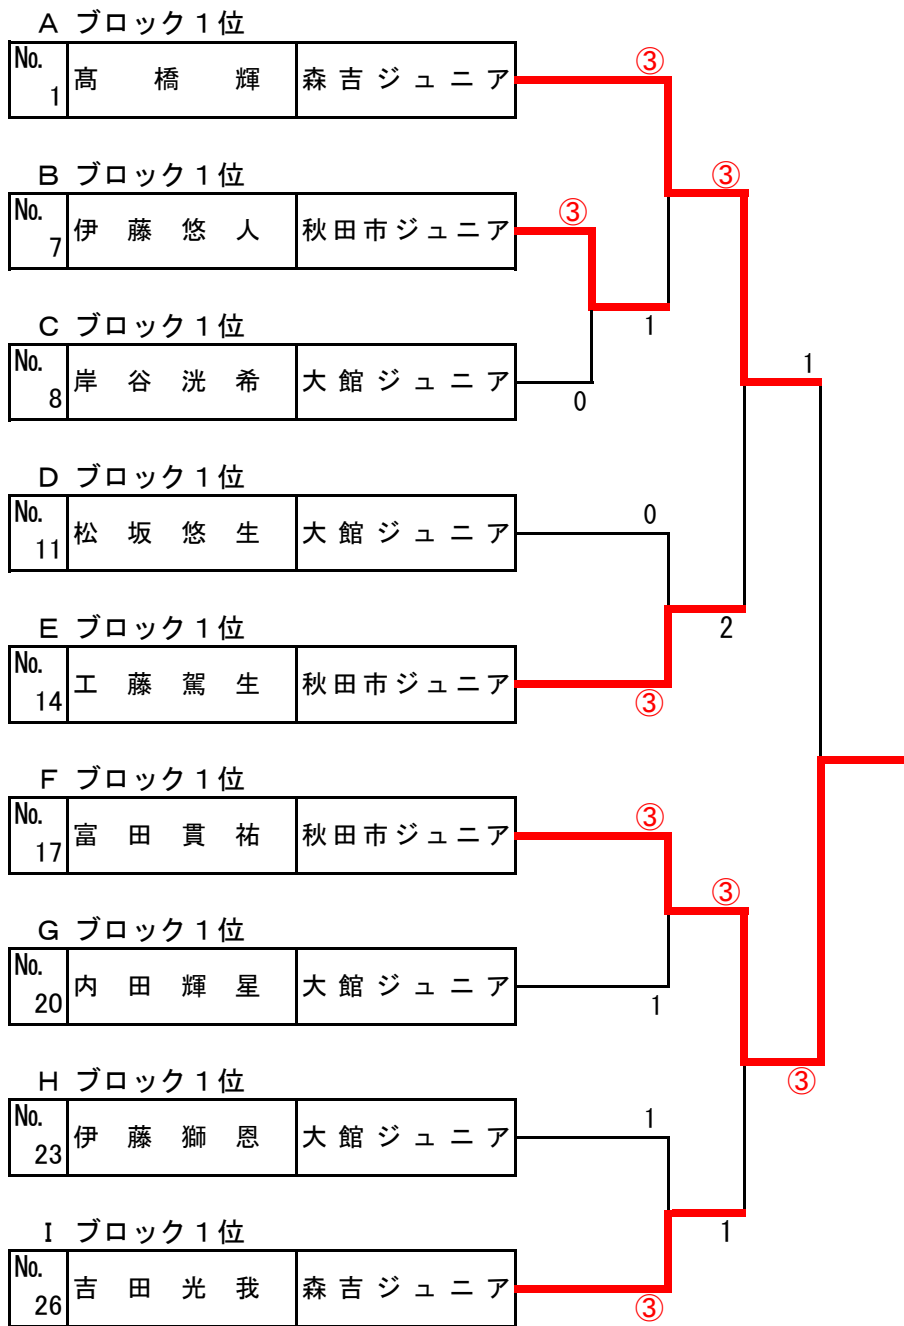 A ブロック１位
③
No. 1 髙橋輝 森吉ジュニア
B ブロック１位
③
③
No. 7 伊藤悠人 秋田市ジュニア
C ブロック１位
1
1
No. 8 岸谷洸希 大館ジュニア
0
D ブロック１位
0
No. 11 松坂悠生 大館ジュニア
E ブロック１位
2
No. 14 工藤駕生 秋田市ジュニア
③
F ブロック１位
③
No. 17 富田貫祐 秋田市ジュニア
③
G ブロック１位
No. 20 内田輝星 大館ジュニア
1
H ブロック１位
③
1
No. 23 伊藤獅恩 大館ジュニア
I ブロック１位
1
No. 26 吉田光我 森吉ジュニア
③